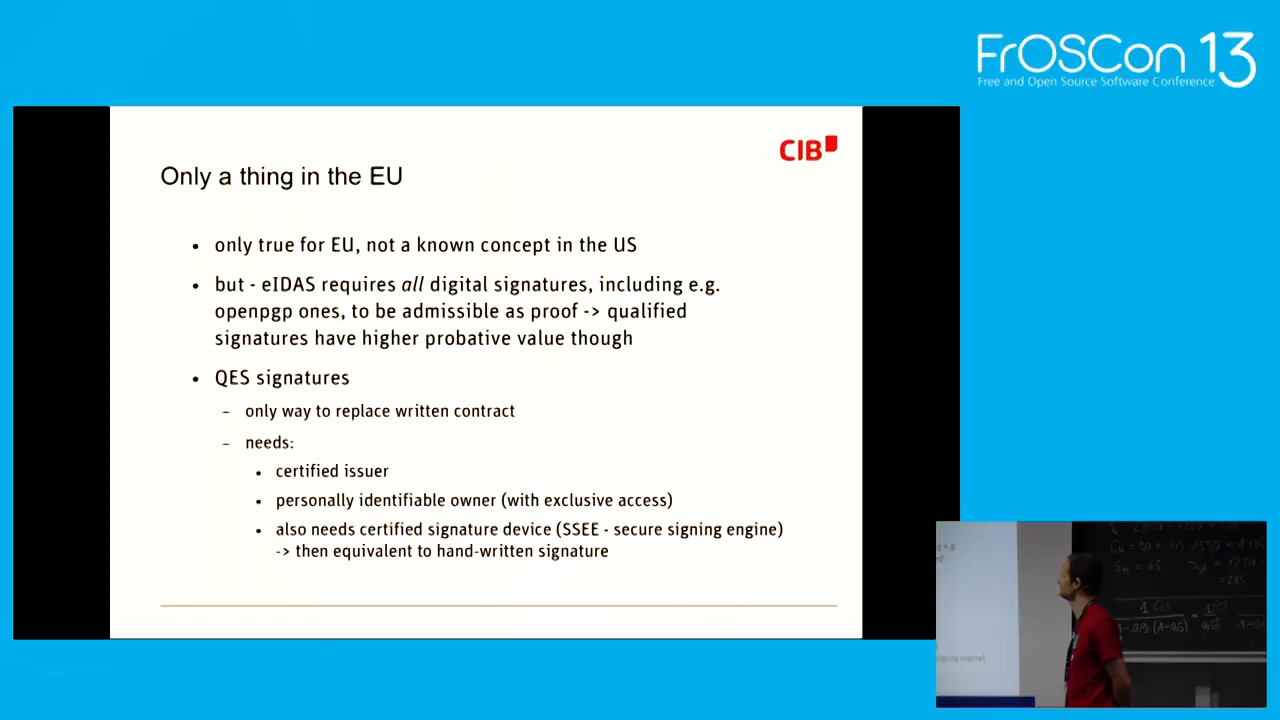 FrOSCon 13
Free and Open Source Software Conference
CIB
Only a thing in the EU
• only true for EU, not a known concept in the US
• but - eIDAS requires all digital signatures, including e.g.
openpgp ones, to be admissible as proof -> qualified
signatures have higher probative value though
• QES signatures
– only way to replace written contract
– needs:
• certified issuer
• personally identifiable owner (with exclusive access)
• also needs certified signature device (SSEE - secure signing engine)
-> then equivalent to hand-written signature